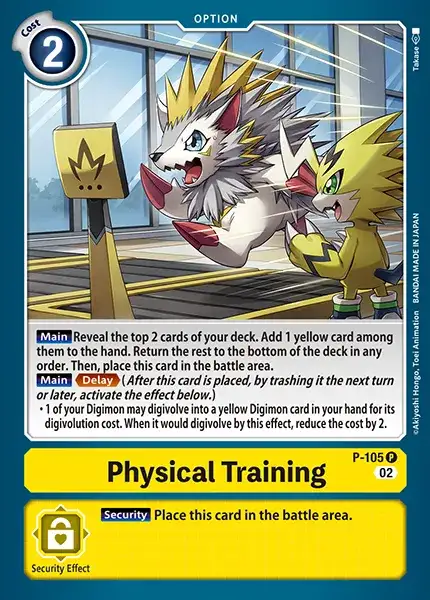 OPTION
Cost
2
Takase
Main Reveal the top 2 cards of your deck. Add 1 yellow card among
them to the hand. Return the rest to the bottom of the deck in any
order. Then, place this card in the battle area.
Main Delay (After this card is placed, by trashing it the next turn
or later, activate the effect below.)
• 1 of your Digimon may digivolve into a yellow Digimon card in your hand for its
digivolution cost. When it would digivolve by this effect, reduce the cost by 2.
©Akiyoshi Hongo, Toei Animation BANDAI MADE IN JAPAN
P-105 P
Physical Training
02
Security Place this card in the battle area.
Security Effect